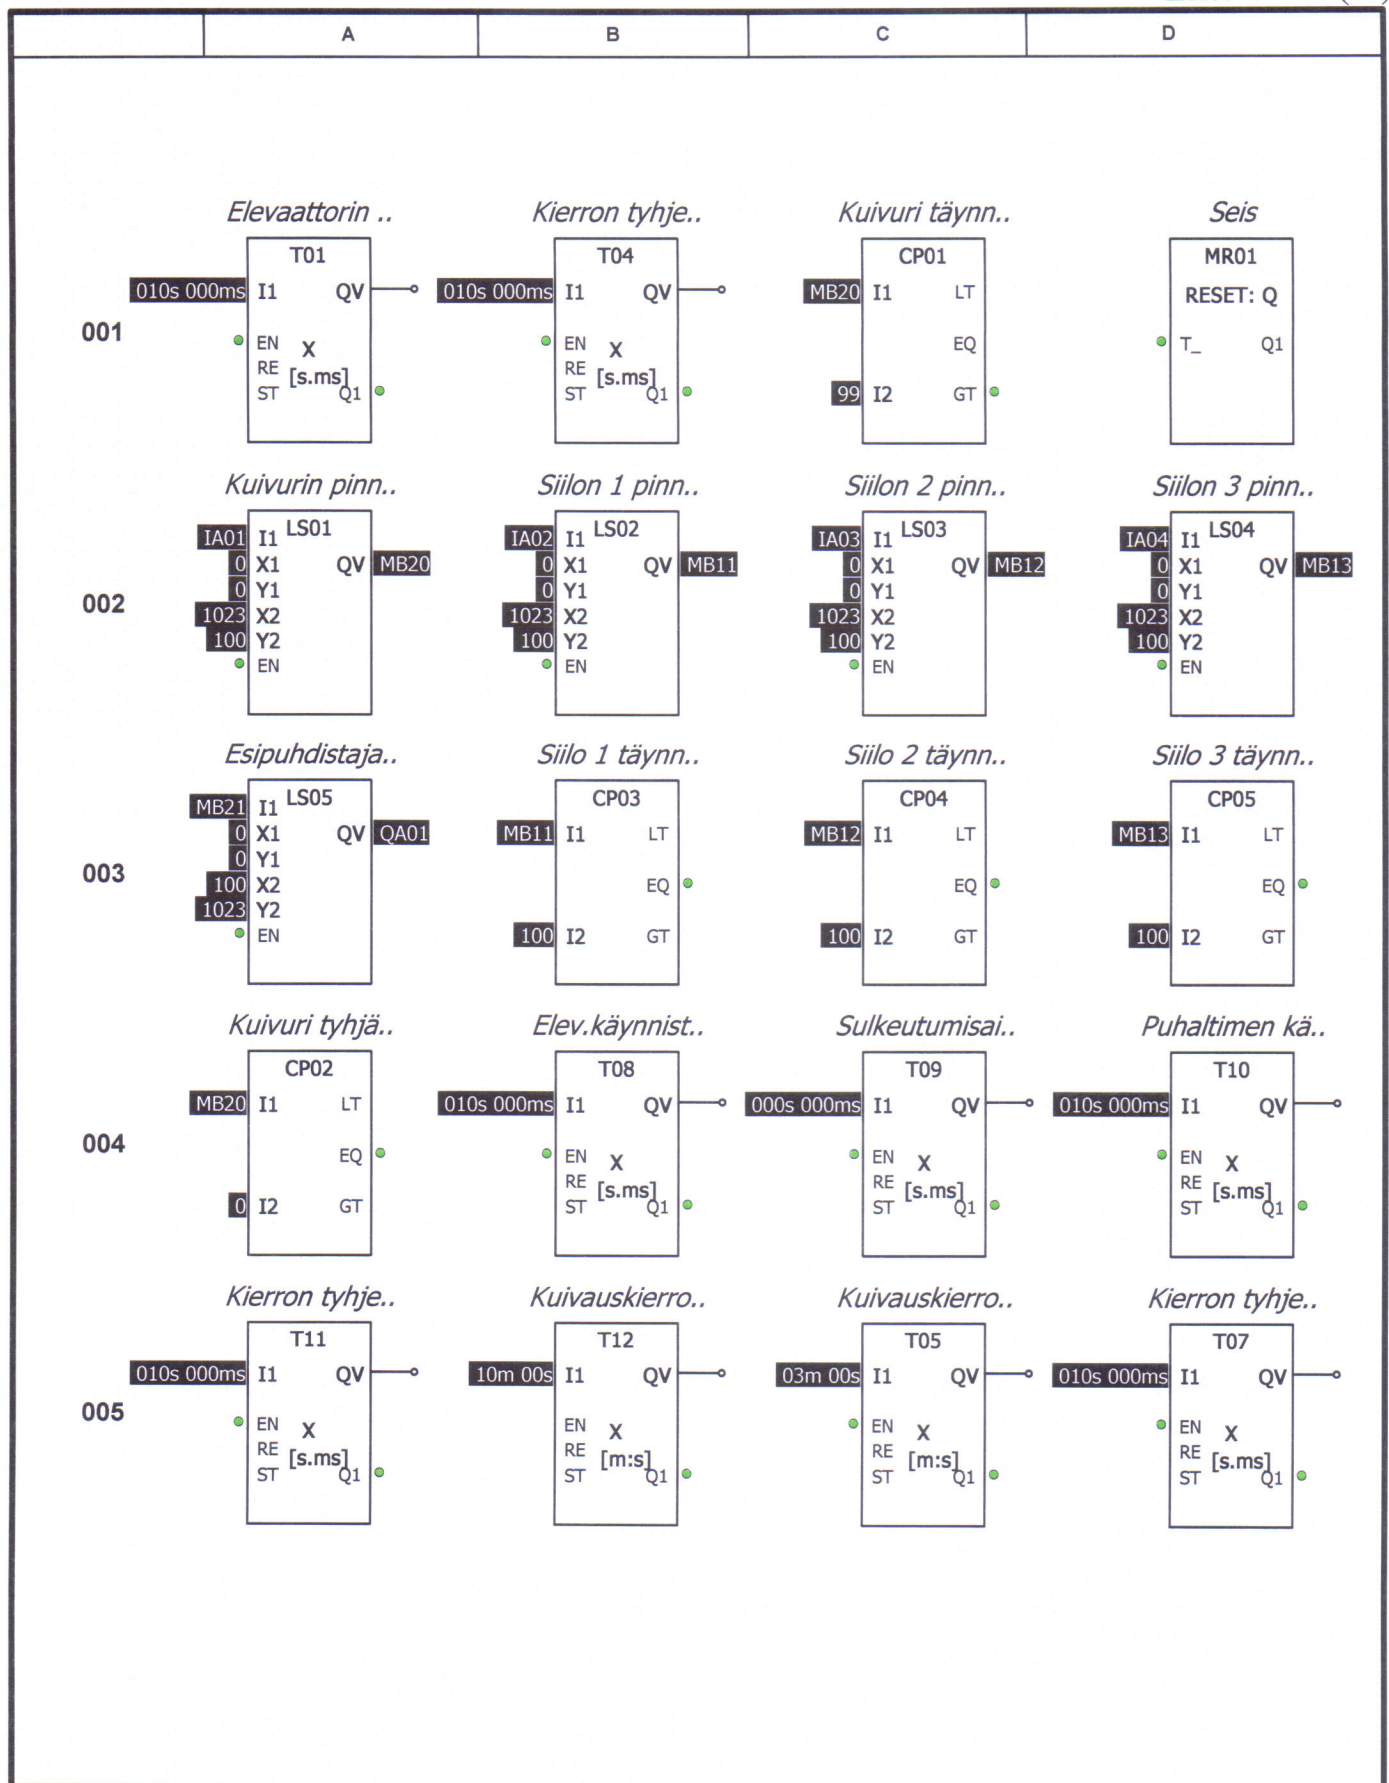 A B C D
Elevaattorin .. Kierron tyhje.. Kuivuri täynn.. Seis
T01 T04 CP01 MR01
010s 000ms I1 QV 010s 000ms I1 QV MB20 I1 LT RESET: Q
001 EN X EN X EQ T_ Q1
RE [s.ms] RE [s.ms]
ST Q1 ST Q1 99 I2 GT
Kuivurin pinn.. Siilon 1 pinn.. Siilon 2 pinn.. Siilon 3 pinn..
IA01 I1 LS01 IA02 I1 LS02 IA03 I1 LS03 IA04 I1 LS04
0 X1 QV MB20 0 X1 QV MB11 0 X1 QV MB12 0 X1 QV MB13
0 Y1 0 Y1 0 Y1 0 Y1
002 1023 X2 1023 X2 1023 X2 1023 X2
100 Y2 100 Y2 100 Y2 100 Y2
EN EN EN EN
Esipuhdistaja.. Siilo 1 täynn.. Siilo 2 täynn.. Siilo 3 täynn..
MB21 I1 LS05 CP03 CP04 CP05
0 X1 QV QA01 MB11 I1 LT MB12 I1 LT MB13 I1 LT
0 Y1
003 100 X2 EQ EQ EQ
1023 Y2
EN 100 I2 GT 100 I2 GT 100 I2 GT
Kuivuri tyhjä.. Elev.käynnist.. Sulkeutumisai.. Puhaltimen kä..
CP02 T08 T09 T10
MB20 I1 LT 010s 000ms I1 QV 000s 000ms I1 QV 010s 000ms I1 QV
004 EQ EN X EN X EN X
RE [s.ms] RE [s.ms] RE [s.ms]
0 I2 GT ST Q1 ST Q1 ST Q1
Kierron tyhje.. Kuivauskierro.. Kuivauskierro.. Kierron tyhje..
T11 T12 T05 T07
010s 000ms I1 QV 10m 00s I1 QV 03m 00s I1 QV 010s 000ms I1 QV
005 EN X EN X EN X EN X
RE [s.ms] RE [m:s] RE [m:s] RE [s.ms]
ST Q1 ST Q1 ST Q1 ST Q1